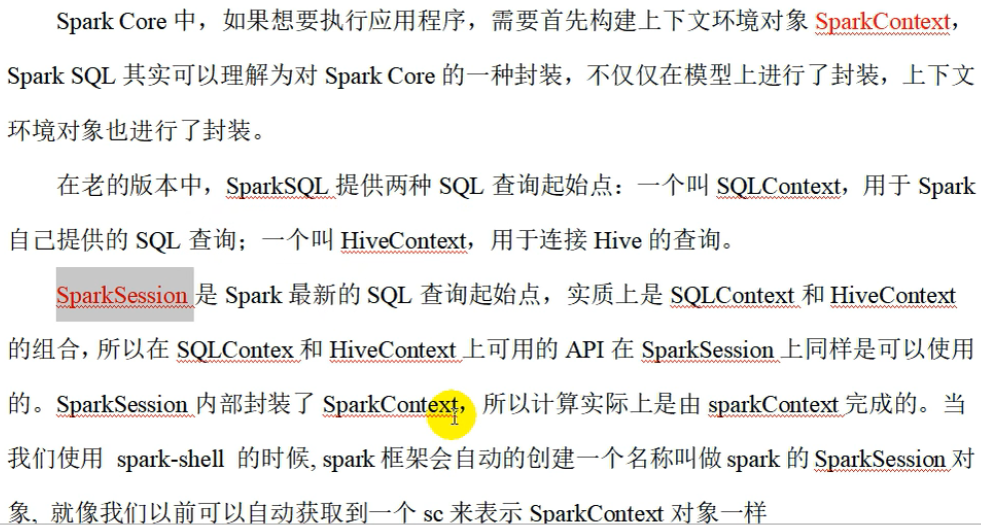 Spark Core 中，如果想要执行应用程序，需要首先构建上下文环境对象 SparkContext，
Spark SQL 其实可以理解为对 Spark Core 的一种封装，不仅仅在模型上进行了封装，上下文
环境对象也进行了封装。
在老的版本中，SparkSQL 提供两种 SQL 查询起始点：一个叫 SQLContext，用于 Spark
自己提供的 SQL 查询；一个叫 HiveContext，用于连接 Hive 的查询。
SparkSession 是 Spark 最新的 SQL 查询起始点，实质上是 SQLContext 和 HiveContext
的组合，所以在 SQLContex 和 HiveContext 上可用的 API 在 SparkSession 上同样是可以使用
的。SparkSession 内部封装了 SparkContext，所以计算实际上是由 sparkContext 完成的。当
我们使用 spark-shell 的时候, spark 框架会自动的创建一个名称叫做 spark 的 SparkSession 对
象, 就像我们以前可以自动获取到一个 sc 来表示 SparkContext 对象一样